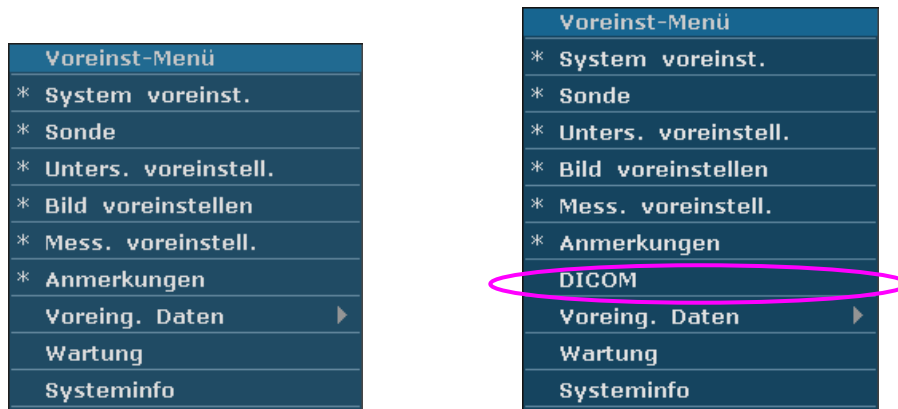 Voreinst-Menü
* System voreinst.
* Sonde
* Unters. voreinstell.
* Bild voreinstellen
* Mess. voreinstell.
* Anmerkungen
Voreing. Daten
Wartung
Systeminfo
Voreinst-Menü
* System voreinst.
* Sonde
* Unters. voreinstell.
* Bild voreinstellen
* Mess. voreinstell.
* Anmerkungen
DICOM
Voreing. Daten
Wartung
Systeminfo